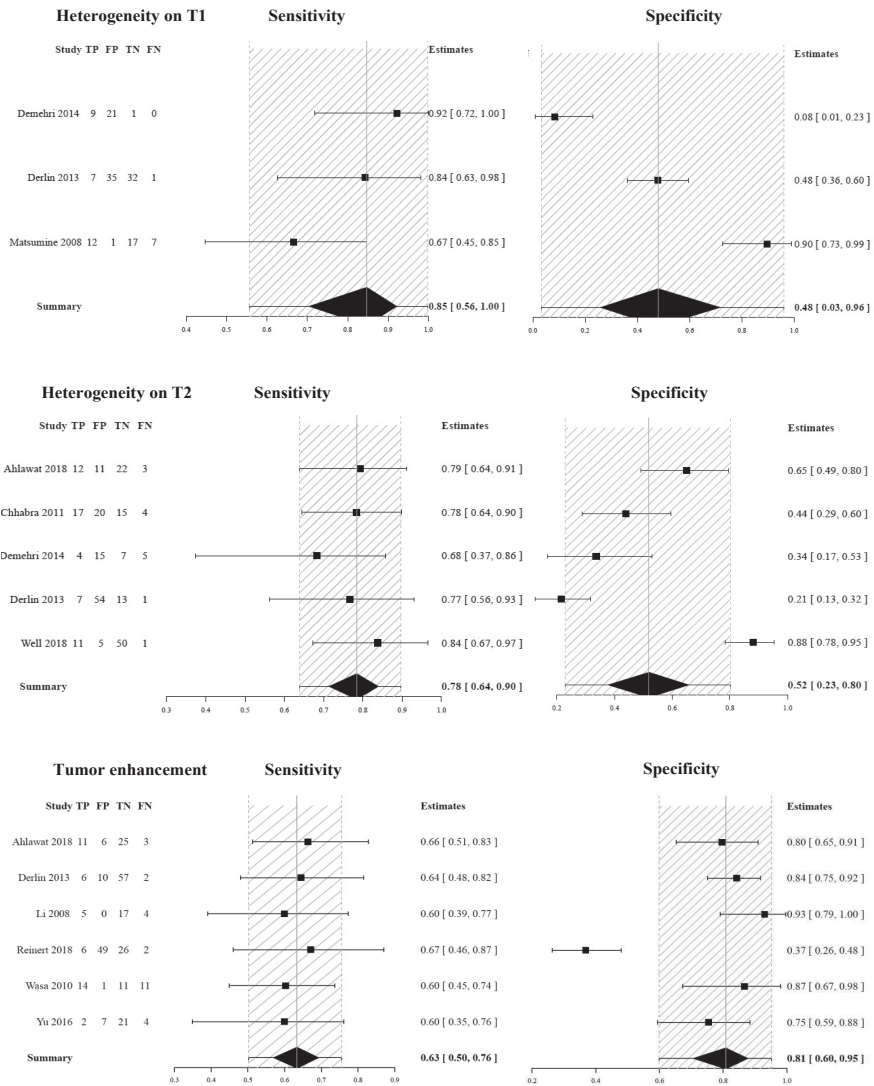 Heterogeneity on T1 Sensitivity Specificity
Study TP FP TN FN Estimates Estimates
Demehri 2014 9 21 1 0 0.92 [ 0.72, 1.00 ] 0.08 [ 0.01, 0.23 ]
Derlin 2013 7 35 32 1 0.84 [ 0.63, 0.98 ] 0.48 [ 0.36, 0.60 ]
Matsumine 2008 12 1 17 7 0.67 [ 0.45, 0.85 ] 0.90 [ 0.73, 0.99 ]
Summary 0.85 [ 0.56, 1.00 ] 0.48 [ 0.03, 0.96 ]
0.4 0.5 0.6 0.7 0.8 0.9 1.0 0.0 0.2 0.4 0.6 0.8 1.0
Heterogeneity on T2 Sensitivity Specificity
Study TP FP TN FN Estimates Estimates
Ahlawat 2018 12 11 22 3 0.79 [ 0.64, 0.91 ] 0.65 [ 0.49, 0.80 ]
Chhabra 2011 17 20 15 4 0.78 [ 0.64, 0.90 ] 0.44 [ 0.29, 0.60 ]
Demehri 2014 4 15 7 5 0.68 [ 0.37, 0.86 ] 0.34 [ 0.17, 0.53 ]
Derlin 2013 7 54 13 1 0.77 [ 0.56, 0.93 ] 0.21 [ 0.13, 0.32 ]
Well 2018 11 5 50 1 0.84 [ 0.67, 0.97 ] 0.88 [ 0.78, 0.95 ]
Summary 0.78 [ 0.64, 0.90 ] 0.52 [ 0.23, 0.80 ]
0.3 0.4 0.5 0.6 0.7 0.8 0.9 1.0 0.2 0.4 0.6 0.8 1.0
Tumor enhancement Sensitivity Specificity
Study TP FP TN FN Estimates Estimates
Ahlawat 2018 11 6 25 3 0.66 [ 0.51, 0.83 ] 0.80 [ 0.65, 0.91 ]
Derlin 2013 6 10 57 2 0.64 [ 0.48, 0.82 ] 0.84 [ 0.75, 0.92 ]
Li 2008 5 0 17 4 0.60 [ 0.39, 0.77 ] 0.93 [ 0.79, 1.00 ]
Reinert 2018 6 49 26 2 0.67 [ 0.46, 0.87 ] 0.37 [ 0.26, 0.48 ]
Wasa 2010 14 1 11 11 0.60 [ 0.45, 0.74 ] 0.87 [ 0.67, 0.98 ]
Yu 2016 2 7 21 4 0.60 [ 0.35, 0.76 ] 0.75 [ 0.59, 0.88 ]
Summary 0.63 [ 0.50, 0.76 ] 0.81 [ 0.60, 0.95 ]
0.3 0.4 0.5 0.6 0.7 0.8 0.9 0.2 0.4 0.6 0.8 1.0